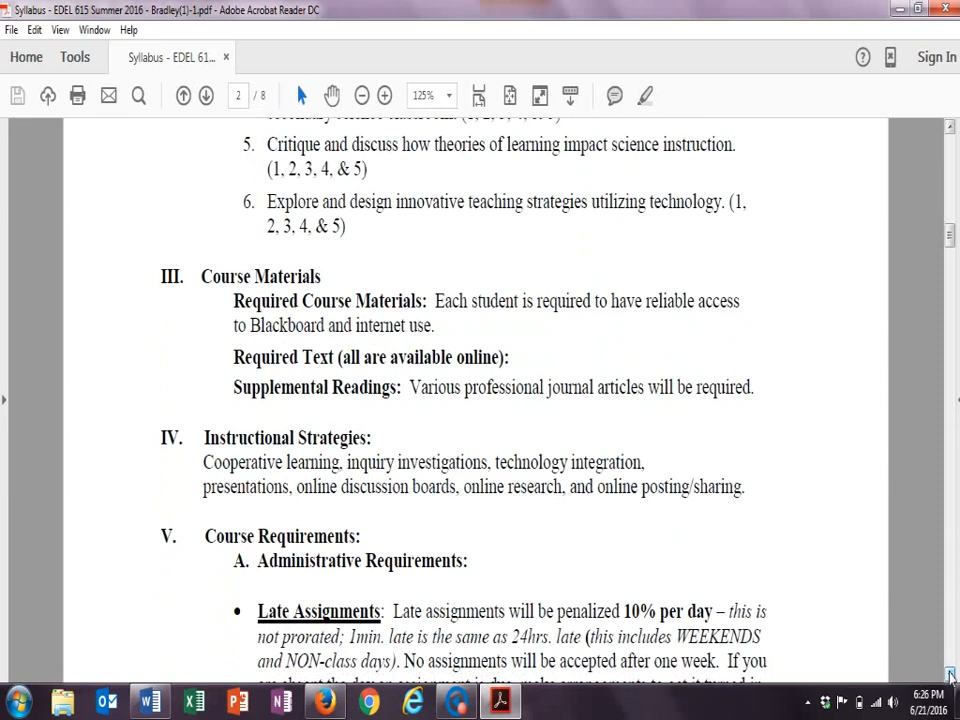 Syllabus - EDEL 615 Summer 2016 - Bradley(1)-1.pdf - Adobe Acrobat Reader DC
File Edit View Window Help
Home Tools Syllabus - EDEL 61... × Sign In
2 / 8 125%
5. Critique and discuss how theories of learning impact science instruction.
(1, 2, 3, 4, & 5)
6. Explore and design innovative teaching strategies utilizing technology. (1,
2, 3, 4, & 5)
III. Course Materials
Required Course Materials: Each student is required to have reliable access
to Blackboard and internet use.
Required Text (all are available online):
Supplemental Readings: Various professional journal articles will be required.
IV. Instructional Strategies:
Cooperative learning, inquiry investigations, technology integration,
presentations, online discussion boards, online research, and online posting/sharing.
V. Course Requirements:
A. Administrative Requirements:
• Late Assignments: Late assignments will be penalized 10% per day – this is
not prorated; 1min. late is the same as 24hrs. late (this includes WEEKENDS
and NON-class days). No assignments will be accepted after one week. If you
6:26 PM
6/21/2016